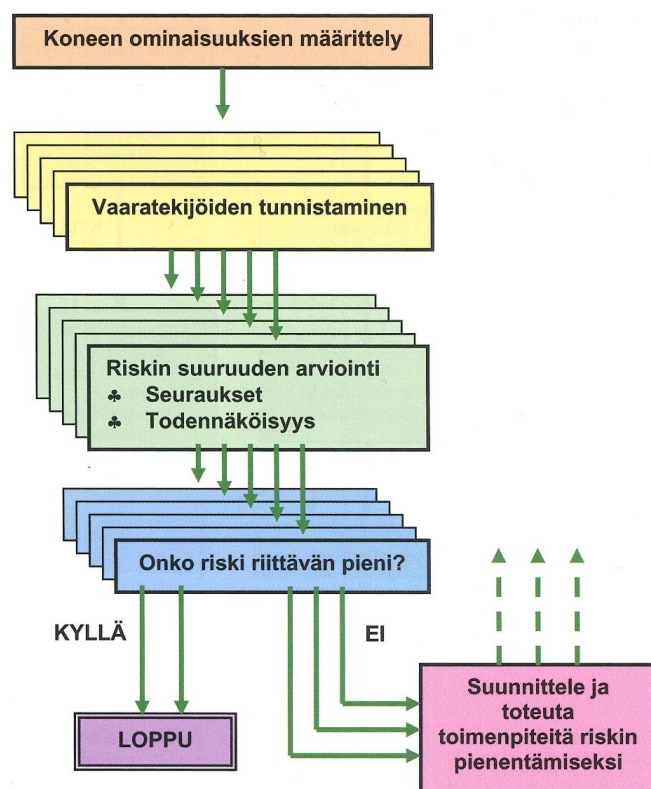 Koneen ominaisuuksien määrittely
Vaaratekijöiden tunnistaminen
Riskin suuruuden arviointi
♣ Seuraukset
♣ Todennäköisyys
Onko riski riittävän pieni?
KYLLÄ
EI
LOPPU
Suunnittele ja
toteuta
toimenpiteitä riskin
pienentämiseksi